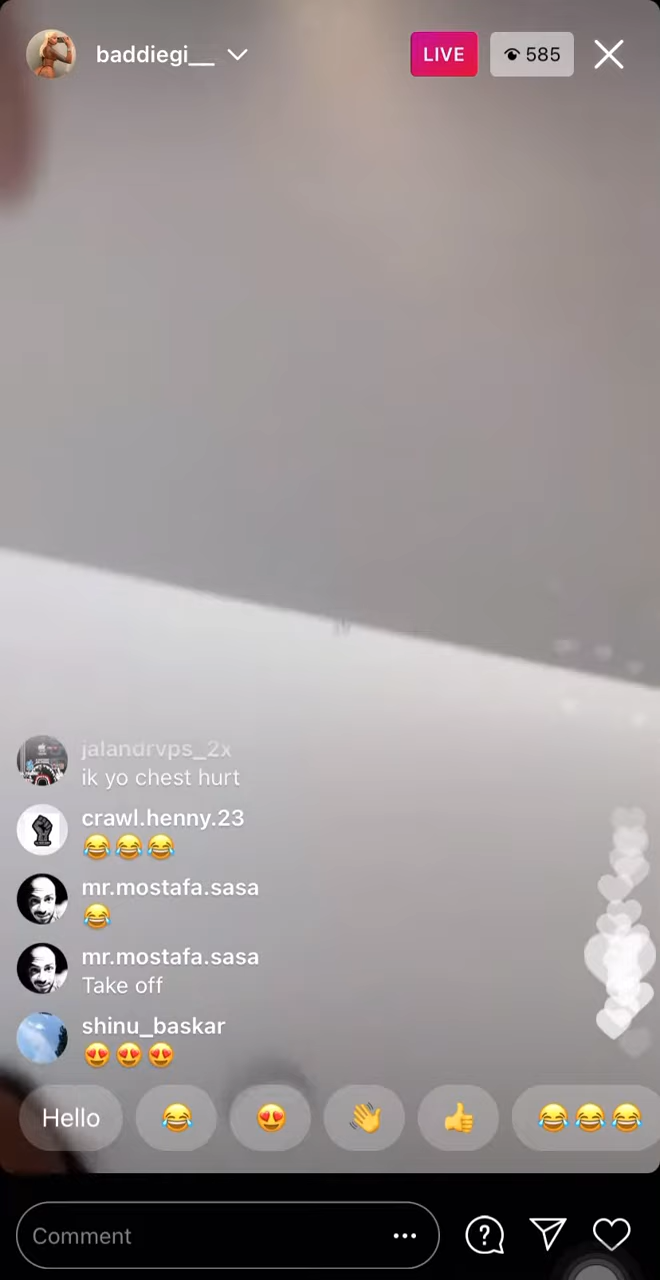 baddiegi__
LIVE
585
jalandrvps_2x
ik yo chest hurt
crawl.henny.23
😂😂😂
mr.mostafa.sasa
😂
mr.mostafa.sasa
Take off
shinu_baskar
😍😍😍
Hello 😂 😍 👋 👍 😂😂😂
Comment